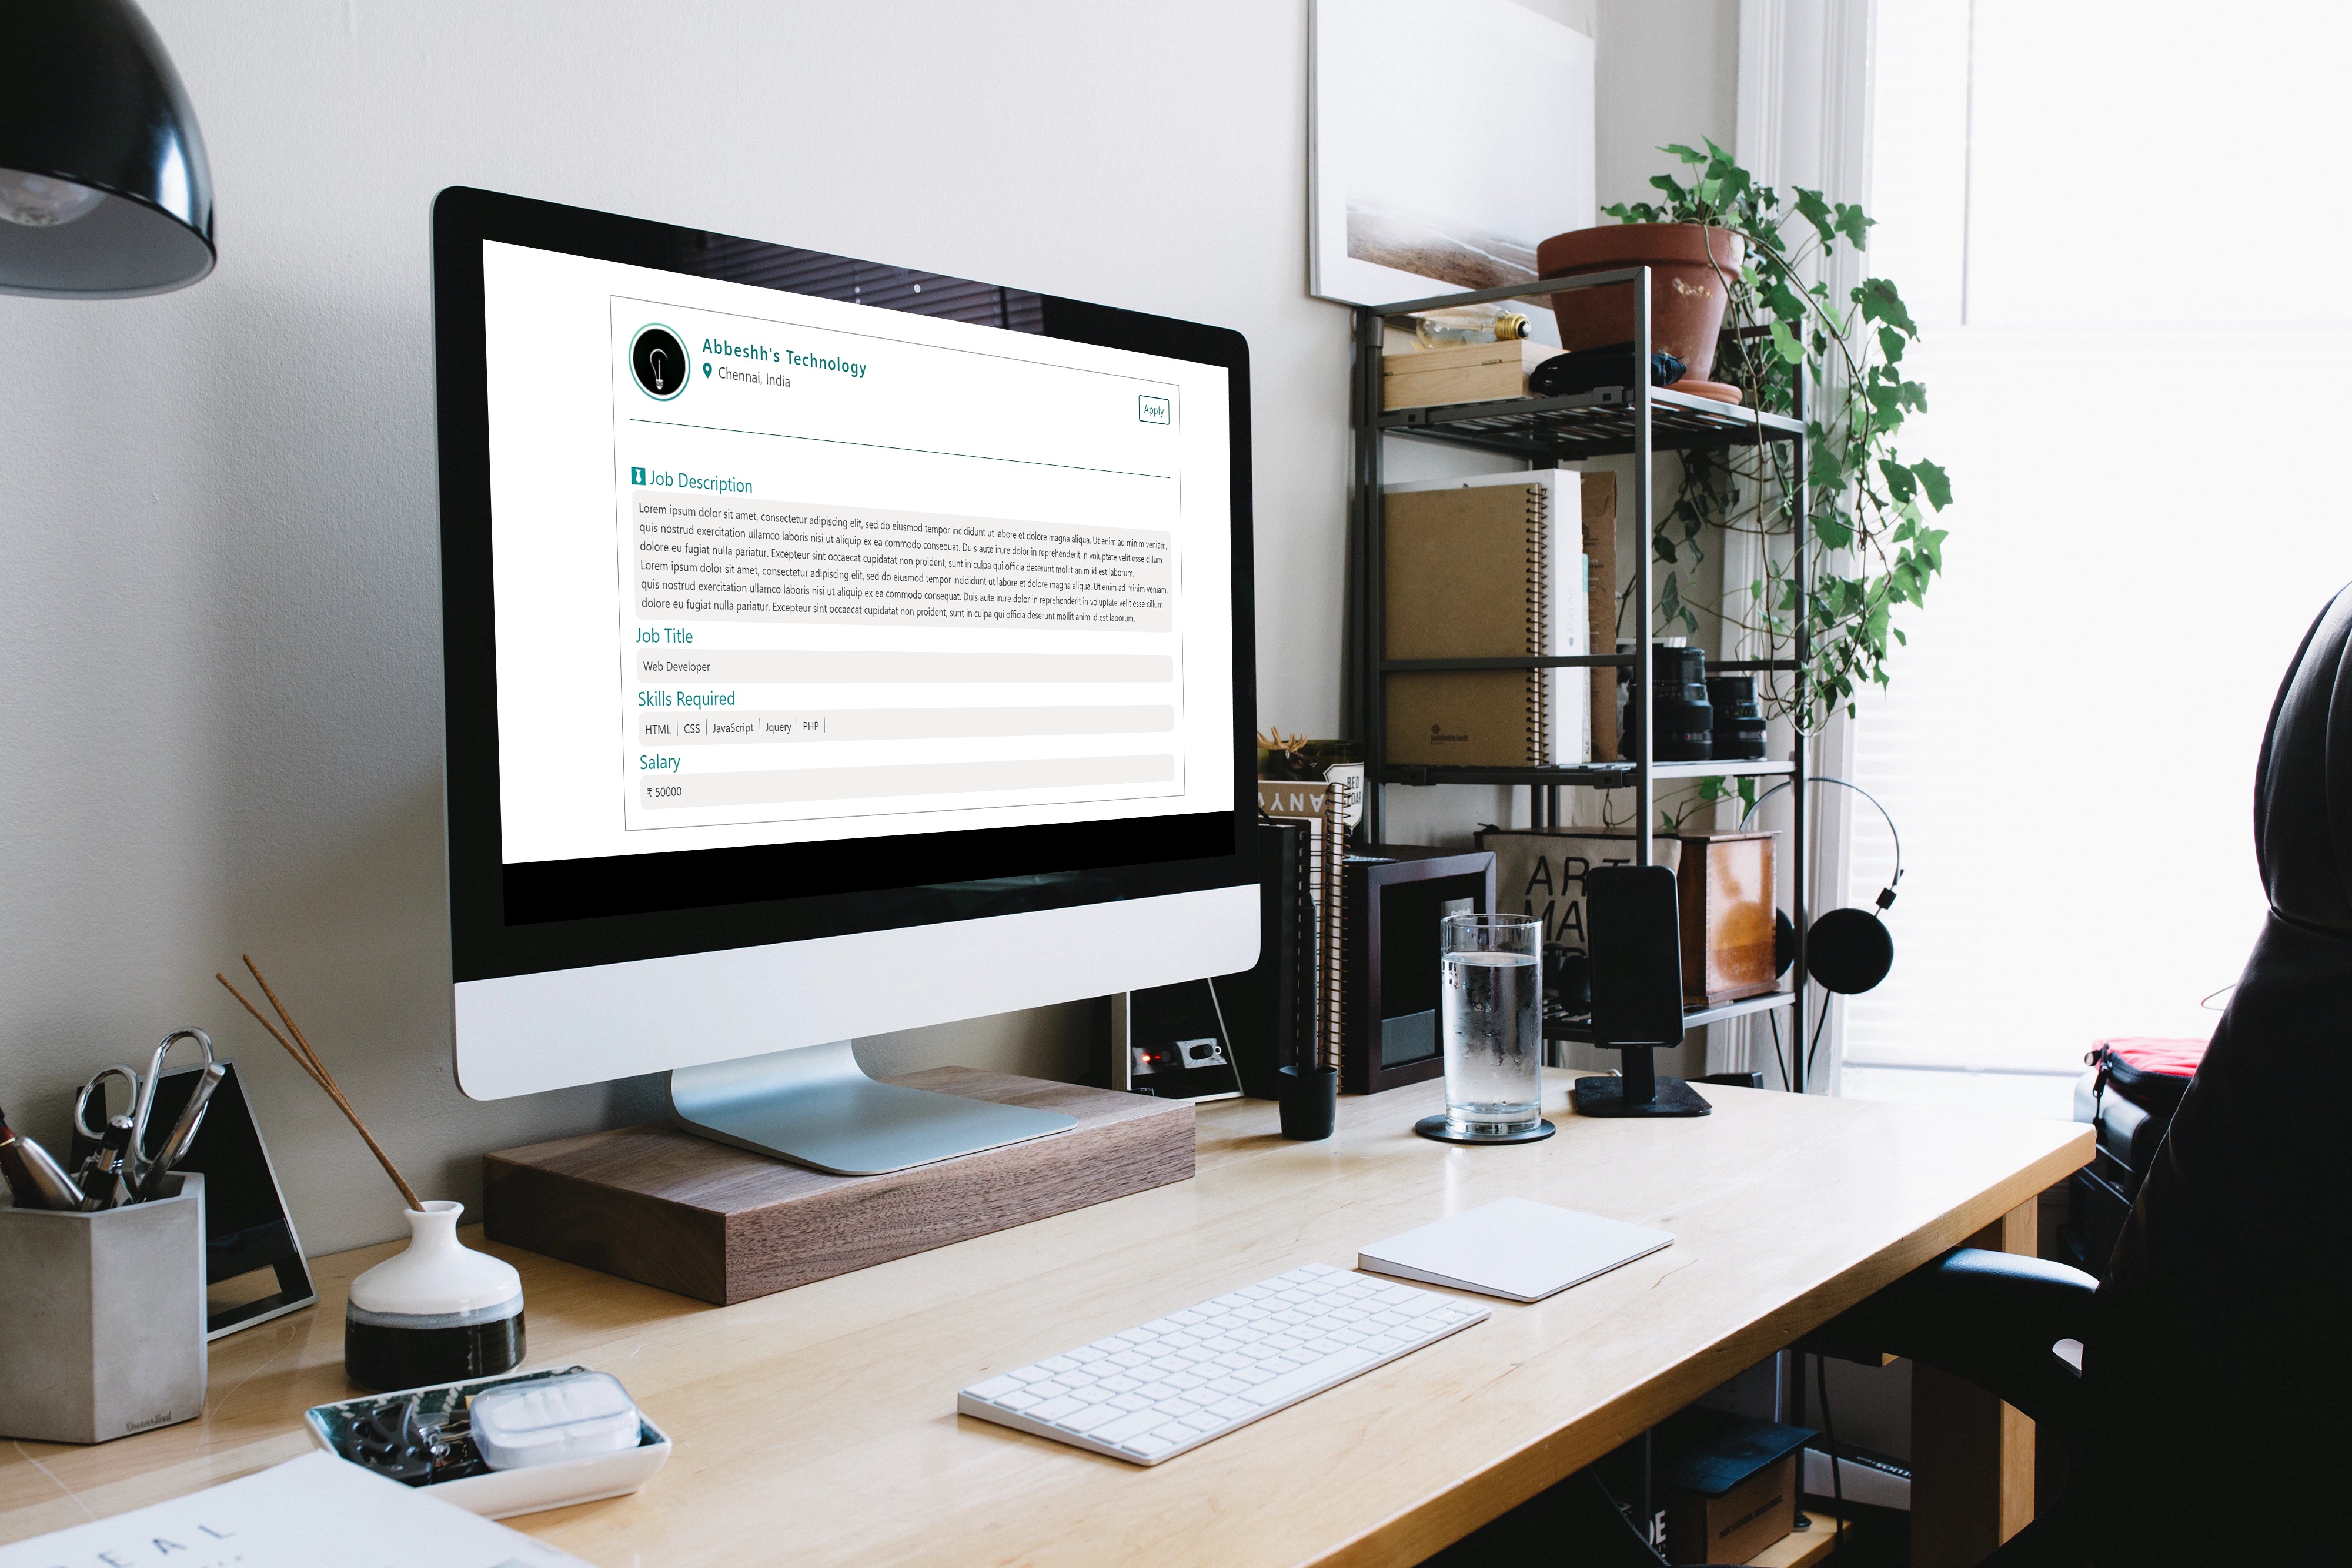 Abbeshh's Technology
Chennai, India
Apply
Job Description
Lorem ipsum dolor sit amet, consectetur adipiscing elit, sed do eiusmod tempor incididunt ut labore et dolore magna aliqua. Ut enim ad minim veniam,
quis nostrud exercitation ullamco laboris nisi ut aliquip ex ea commodo consequat. Duis aute irure dolor in reprehenderit in voluptate velit esse cillum
dolore eu fugiat nulla pariatur. Excepteur sint occaecat cupidatat non proident, sunt in culpa qui officia deserunt mollit anim id est laborum.
Lorem ipsum dolor sit amet, consectetur adipiscing elit, sed do eiusmod tempor incididunt ut labore et dolore magna aliqua. Ut enim ad minim veniam,
quis nostrud exercitation ullamco laboris nisi ut aliquip ex ea commodo consequat. Duis aute irure dolor in reprehenderit in voluptate velit esse cillum
dolore eu fugiat nulla pariatur. Excepteur sint occaecat cupidatat non proident, sunt in culpa qui officia deserunt mollit anim id est laborum.
Job Title
Web Developer
Skills Required
HTML | CSS | JavaScript | Jquery | PHP |
Salary
₹ 50000
BED
ART
MA
EAL